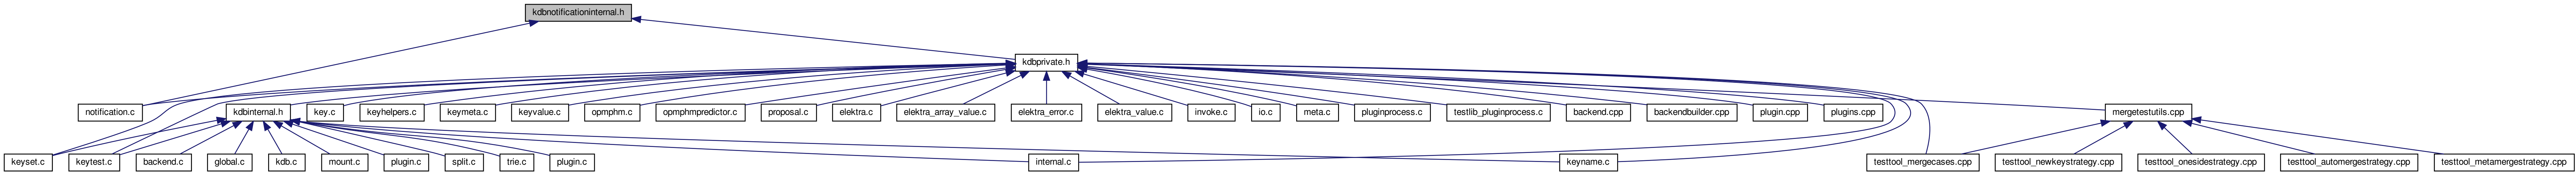 kdbnotificationinternal.h
kdbprivate.h
notification.c
kdbinternal.h
key.c
keyhelpers.c
keymeta.c
keyvalue.c
opmphm.c
opmphmpredictor.c
proposal.c
elektra.c
elektra_array_value.c
elektra_error.c
elektra_value.c
invoke.c
io.c
meta.c
pluginprocess.c
testlib_pluginprocess.c
backend.cpp
backendbuilder.cpp
plugin.cpp
plugins.cpp
mergetestutils.cpp
keyset.c
keytest.c
backend.c
global.c
kdb.c
mount.c
plugin.c
split.c
trie.c
plugin.c
internal.c
keyname.c
testtool_mergecases.cpp
testtool_newkeystrategy.cpp
testtool_onesidestrategy.cpp
testtool_automergestrategy.cpp
testtool_metamergestrategy.cpp